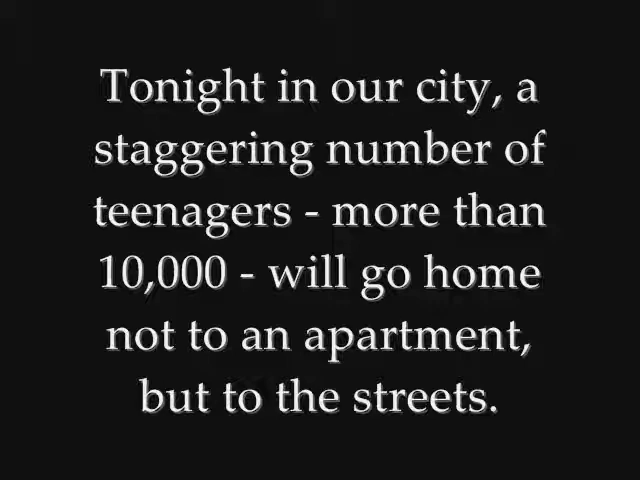 Tonight in our city, a
staggering number of
teenagers - more than
10,000 - will go home
not to an apartment,
but to the streets.